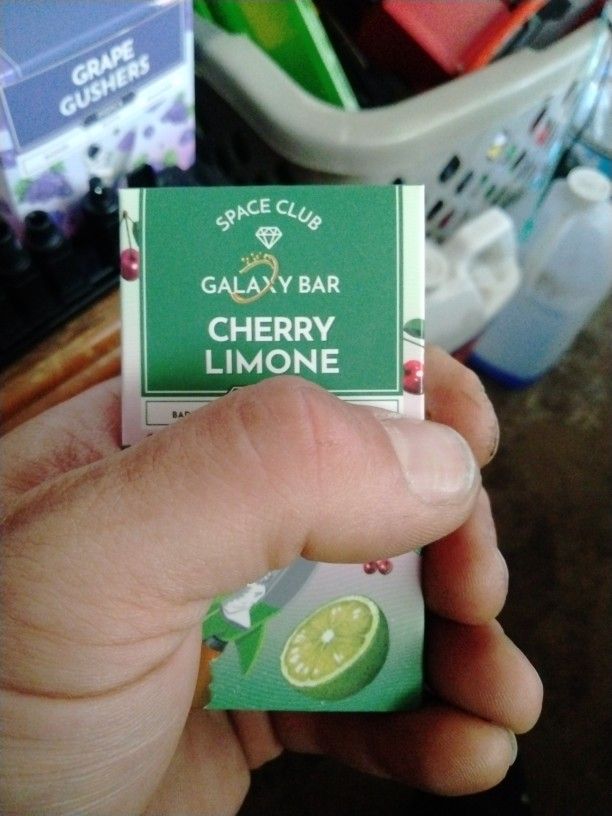 GRAPE
GUSHERS
SPACE CLUB
GALAXY BAR
CHERRY
LIMONE